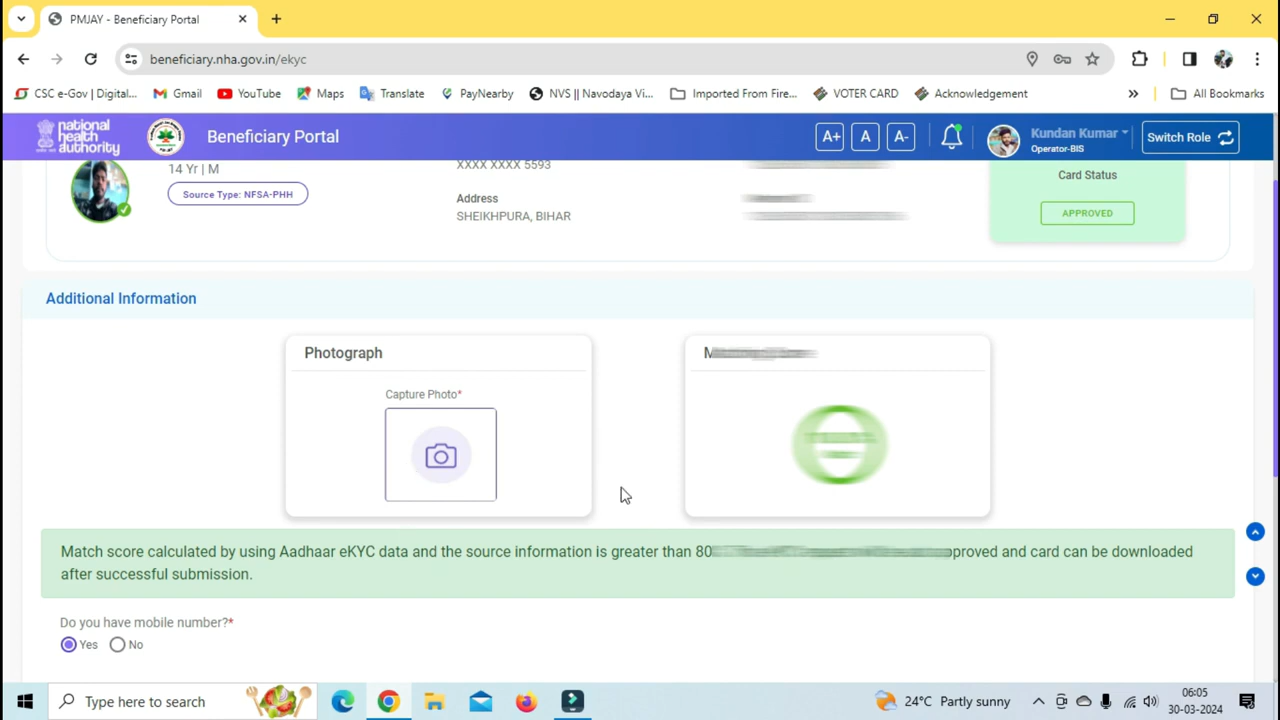 PMJAY - Beneficiary Portal
beneficiary.nha.gov.in/ekyc
CSC e-Gov | Digital... Gmail YouTube Maps Translate PayNearby NVS || Navodaya Vi... Imported From Fire... VOTER CARD Acknowledgement » All Bookmarks
national
health
authority
Beneficiary Portal
A+ A A-
Kundan Kumar
Operator-BIS
Switch Role
14 Yr | M
Source Type: NFSA-PHH
XXXX XXXX 5593
Address
SHEIKHPURA, BIHAR
Card Status
APPROVED
Additional Information
Photograph
Capture Photo*
Match score calculated by using Aadhaar eKYC data and the source information is greater than 80 approved and card can be downloaded
after successful submission.
Do you have mobile number?*
Yes No
Type here to search
24°C Partly sunny
06:05
30-03-2024